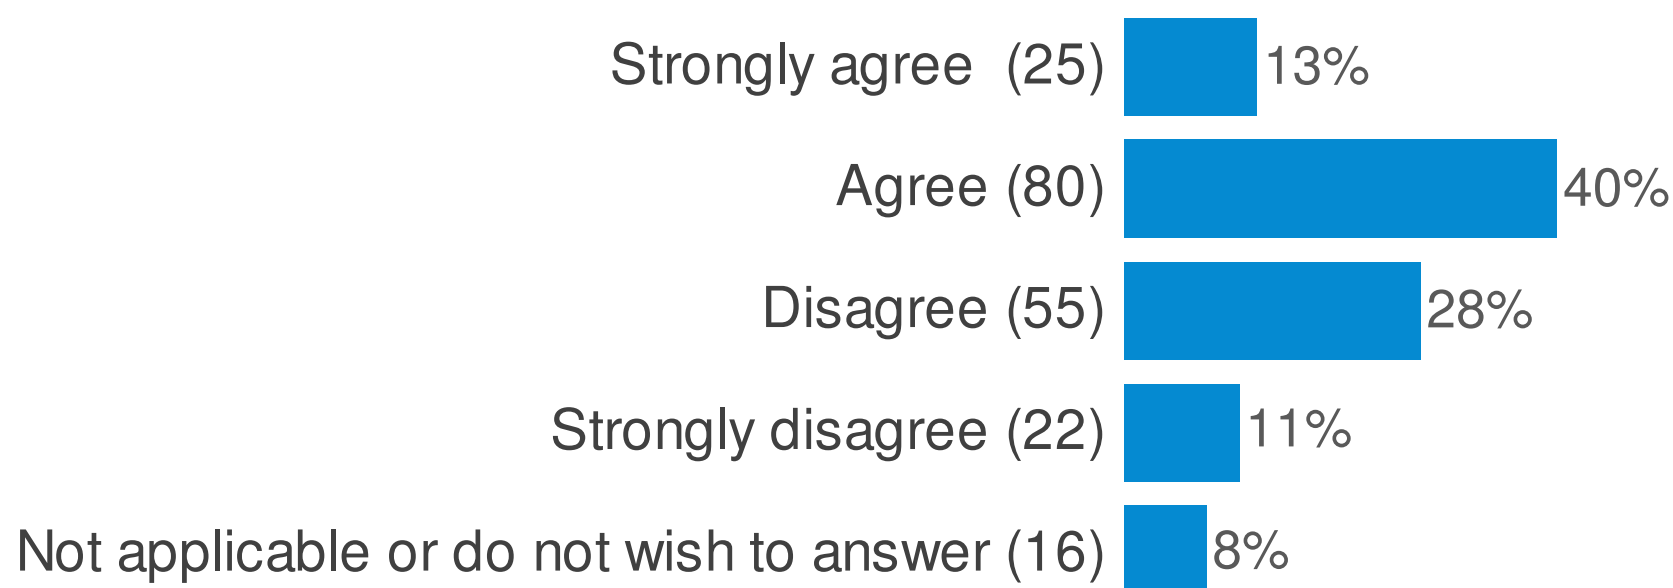 Strongly agree (25) 13%
Agree (80) 40%
Disagree (55) 28%
Strongly disagree (22) 11%
Not applicable or do not wish to answer (16) 8%